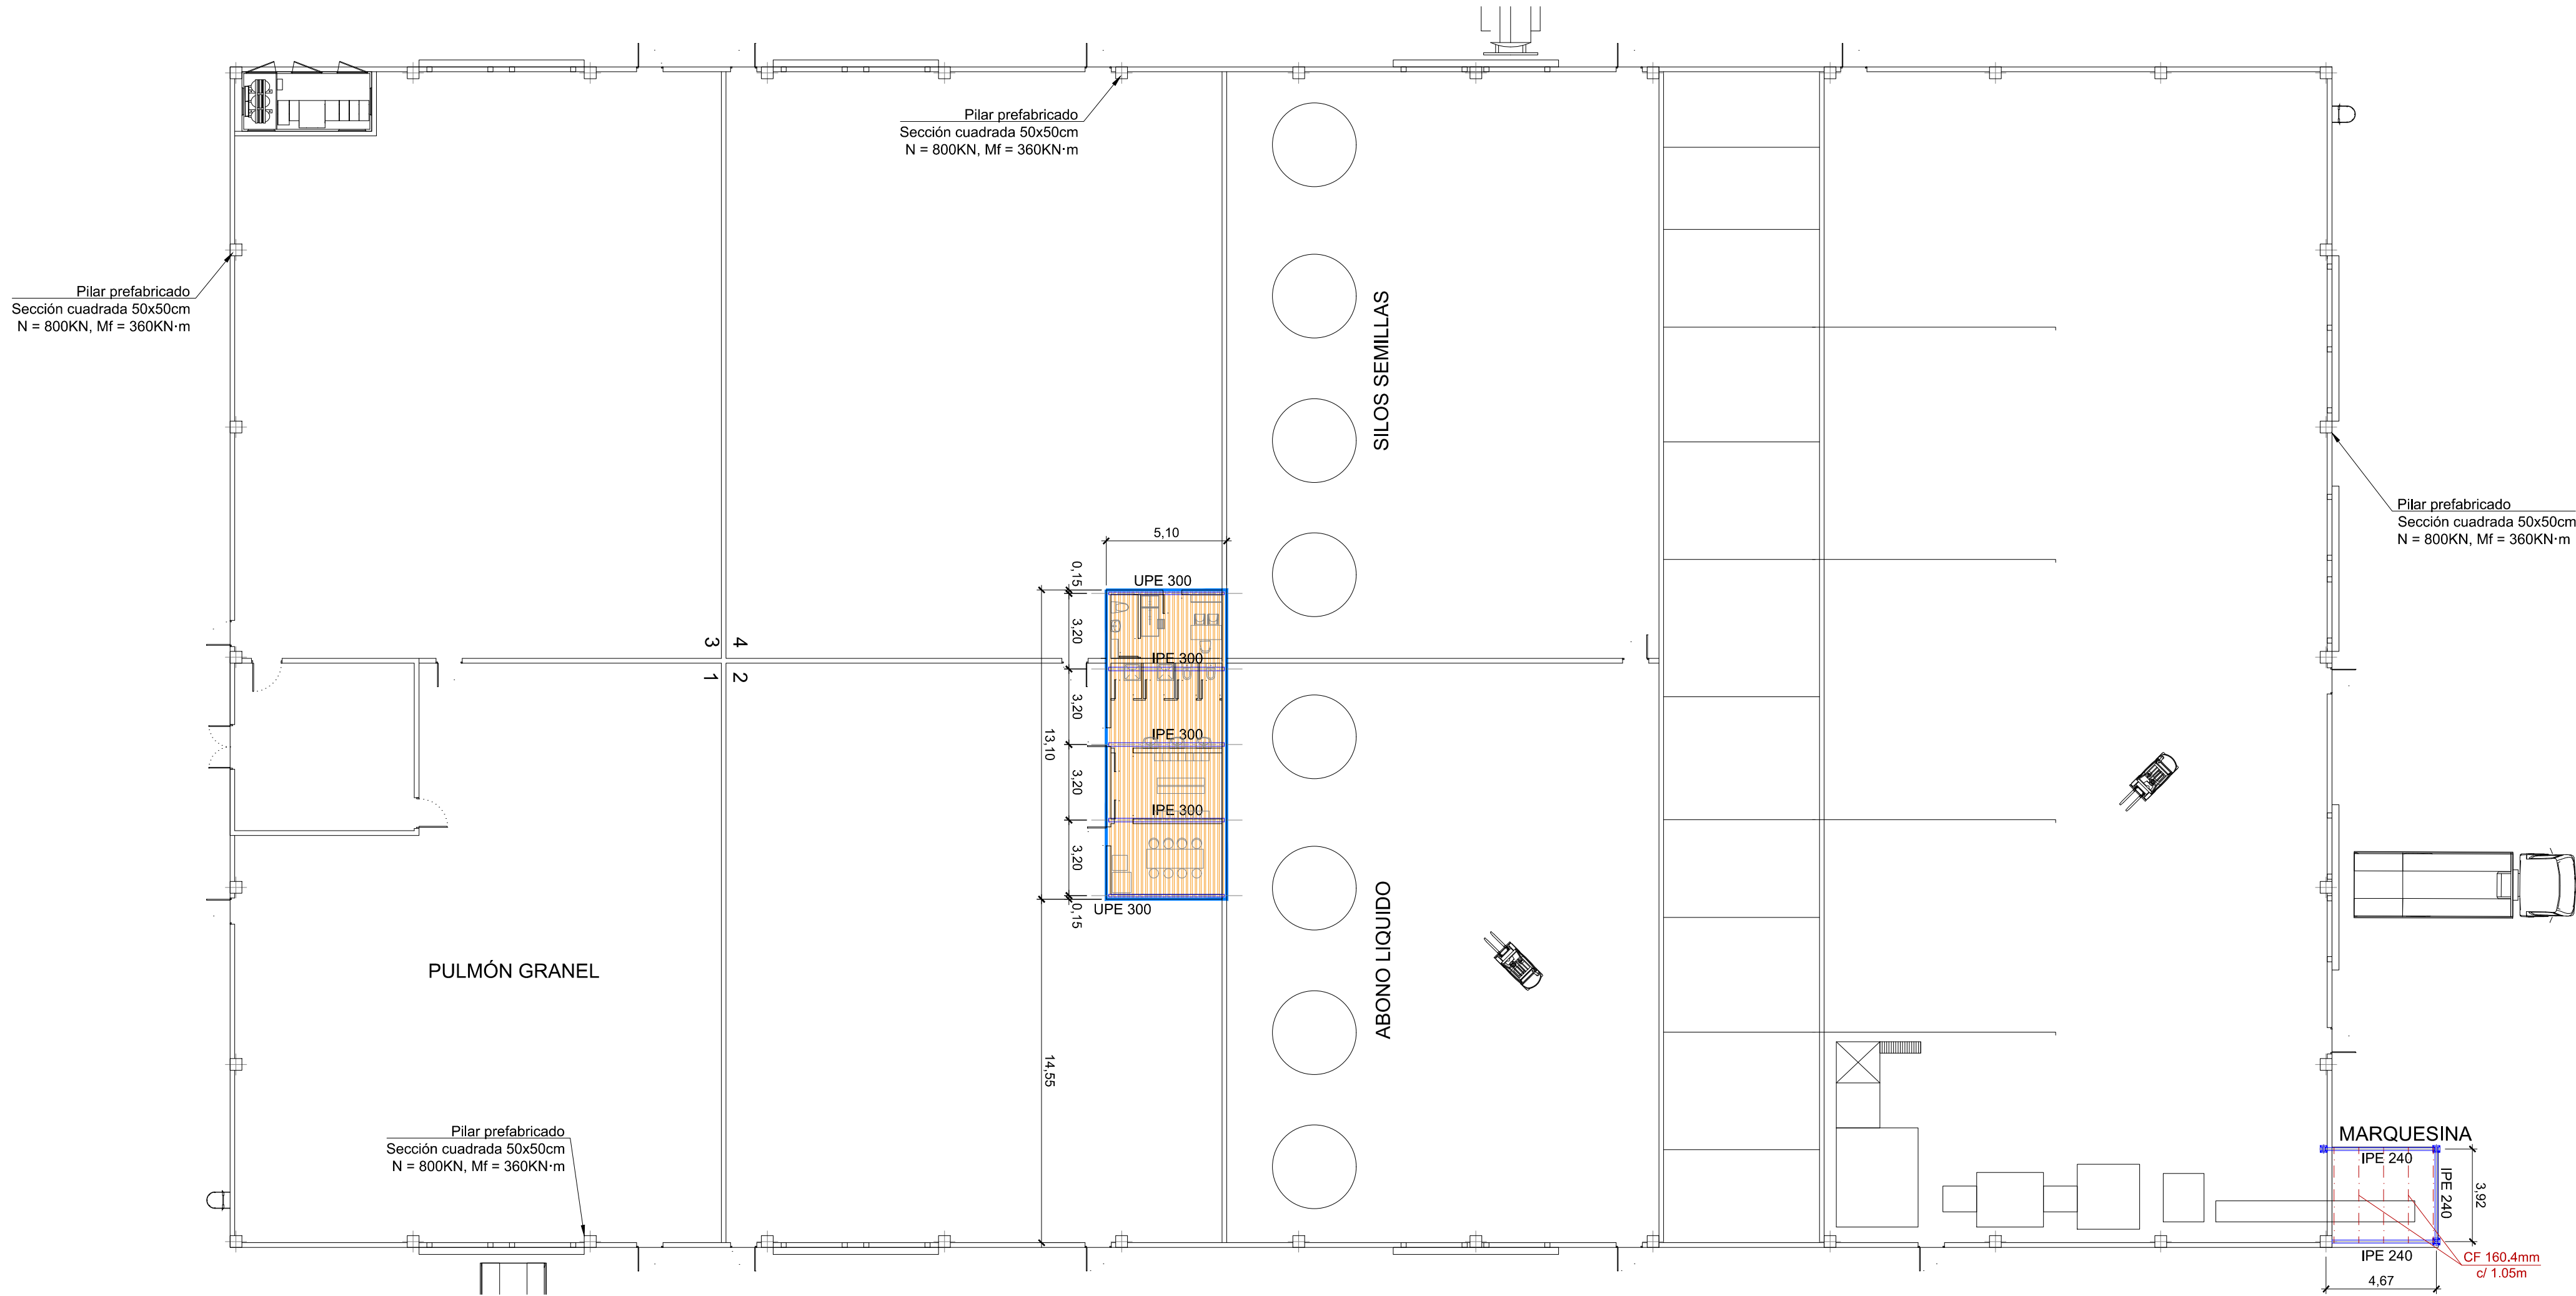 Pilar prefabricado
Sección cuadrada 50x50cm
N = 800KN, Mf = 360KN·m
Pilar prefabricado
Sección cuadrada 50x50cm
N = 800KN, Mf = 360KN·m
SILOS SEMILLAS
Pilar prefabricado
Sección cuadrada 50x50cm
N = 800KN, Mf = 360KN·m
5,10
0,15
UPE 300
3,20
3
4
IPE 300
1
2
3,20
IPE 300
13,10
3,20
IPE 300
3,20
0,15
UPE 300
ABONO LIQUIDO
PULMÓN GRANEL
14,55
Pilar prefabricado
Sección cuadrada 50x50cm
N = 800KN, Mf = 360KN·m
MARQUESINA
IPE 240
IPE 240
3,92
IPE 240
CF 160.4mm
c/ 1.05m
4,67